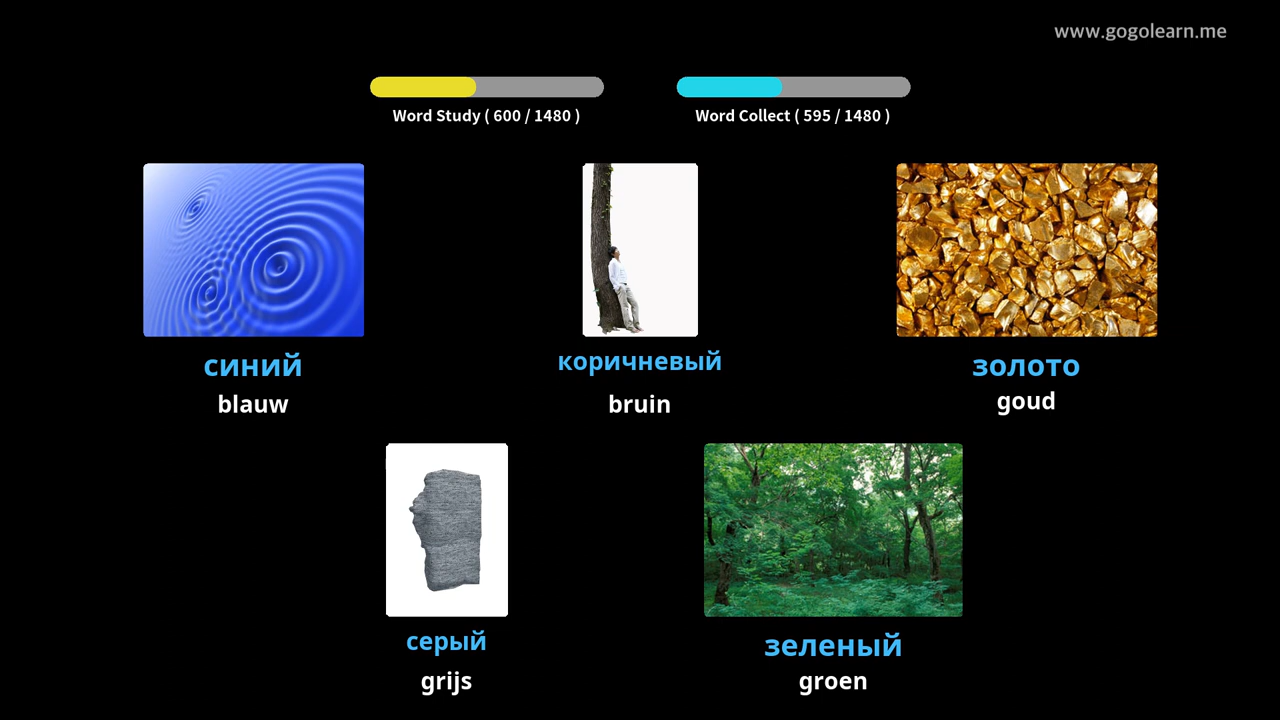 www.gogolearn.me
Word Study ( 600 / 1480 )
Word Collect ( 595 / 1480 )
синий
blauw
коричневый
bruin
золото
goud
серый
grijs
зеленый
groen